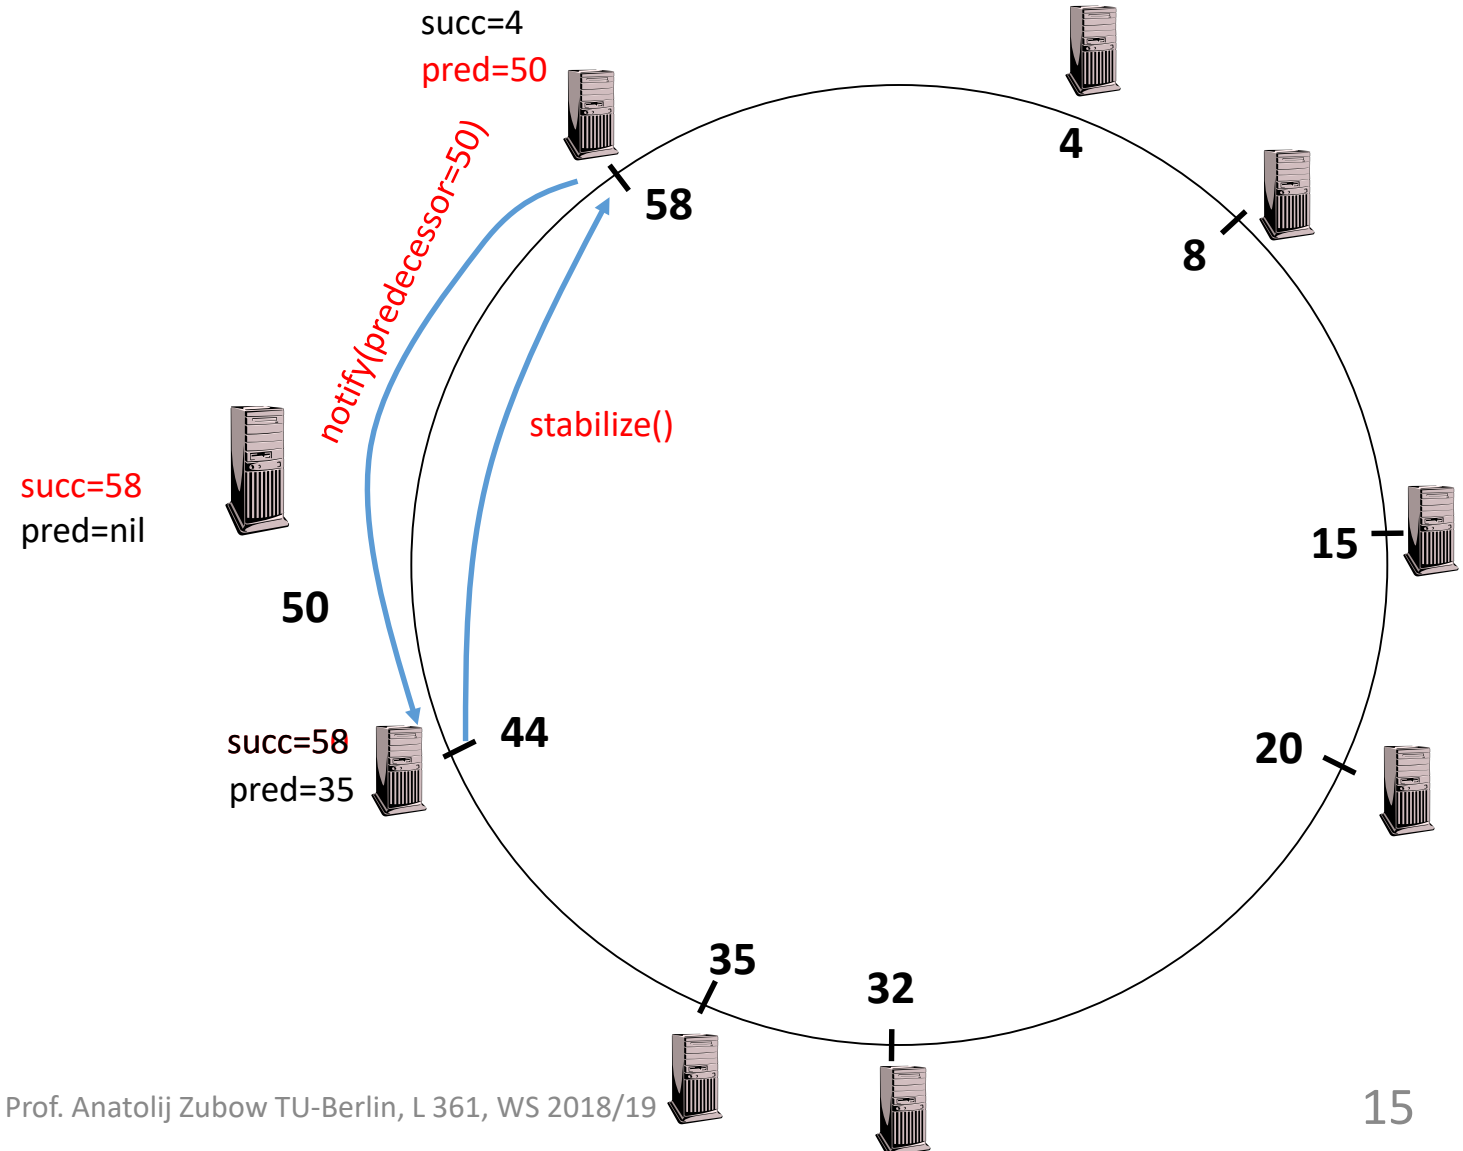 succ=4
pred=50
notify(predecessor=50)
stabilize()
58
4
8
succ=58
pred=nil
50
15
succ=58
pred=35
44
20
35
32
Prof. Anatolij Zubow TU-Berlin, L 361, WS 2018/19
15